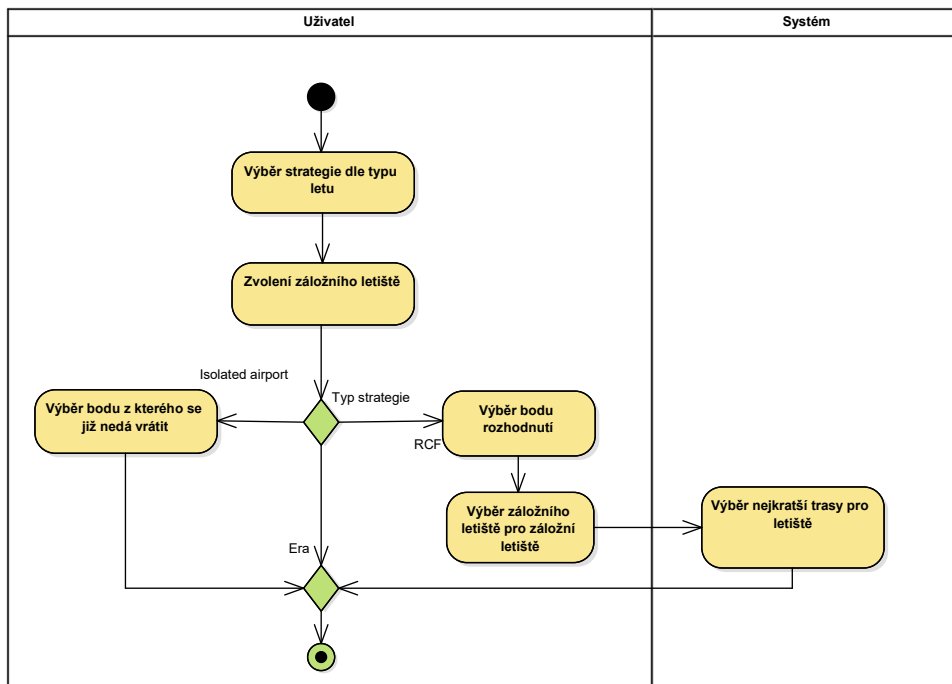 Uživatel
Systém
Výběr strategie dle typu
letu
Zvolení záložního letiště
Isolated airport
Typ strategie
Výběr bodu z kterého se
již nedá vrátit
Výběr bodu
rozhodnutí
RCF
Výběr záložního
letiště pro záložní
letiště
Výběr nejkratší trasy pro
letiště
Era